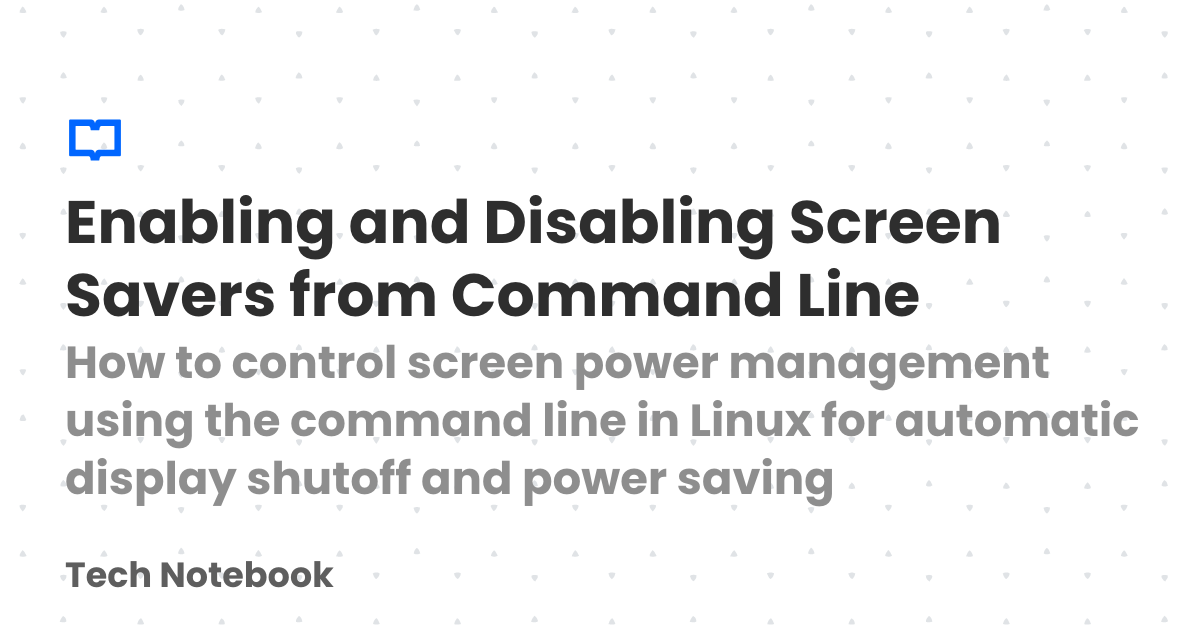 Enabling and Disabling Screen
Savers from Command Line
How to control screen power management
using the command line in Linux for automatic
display shutoff and power saving
Tech Notebook